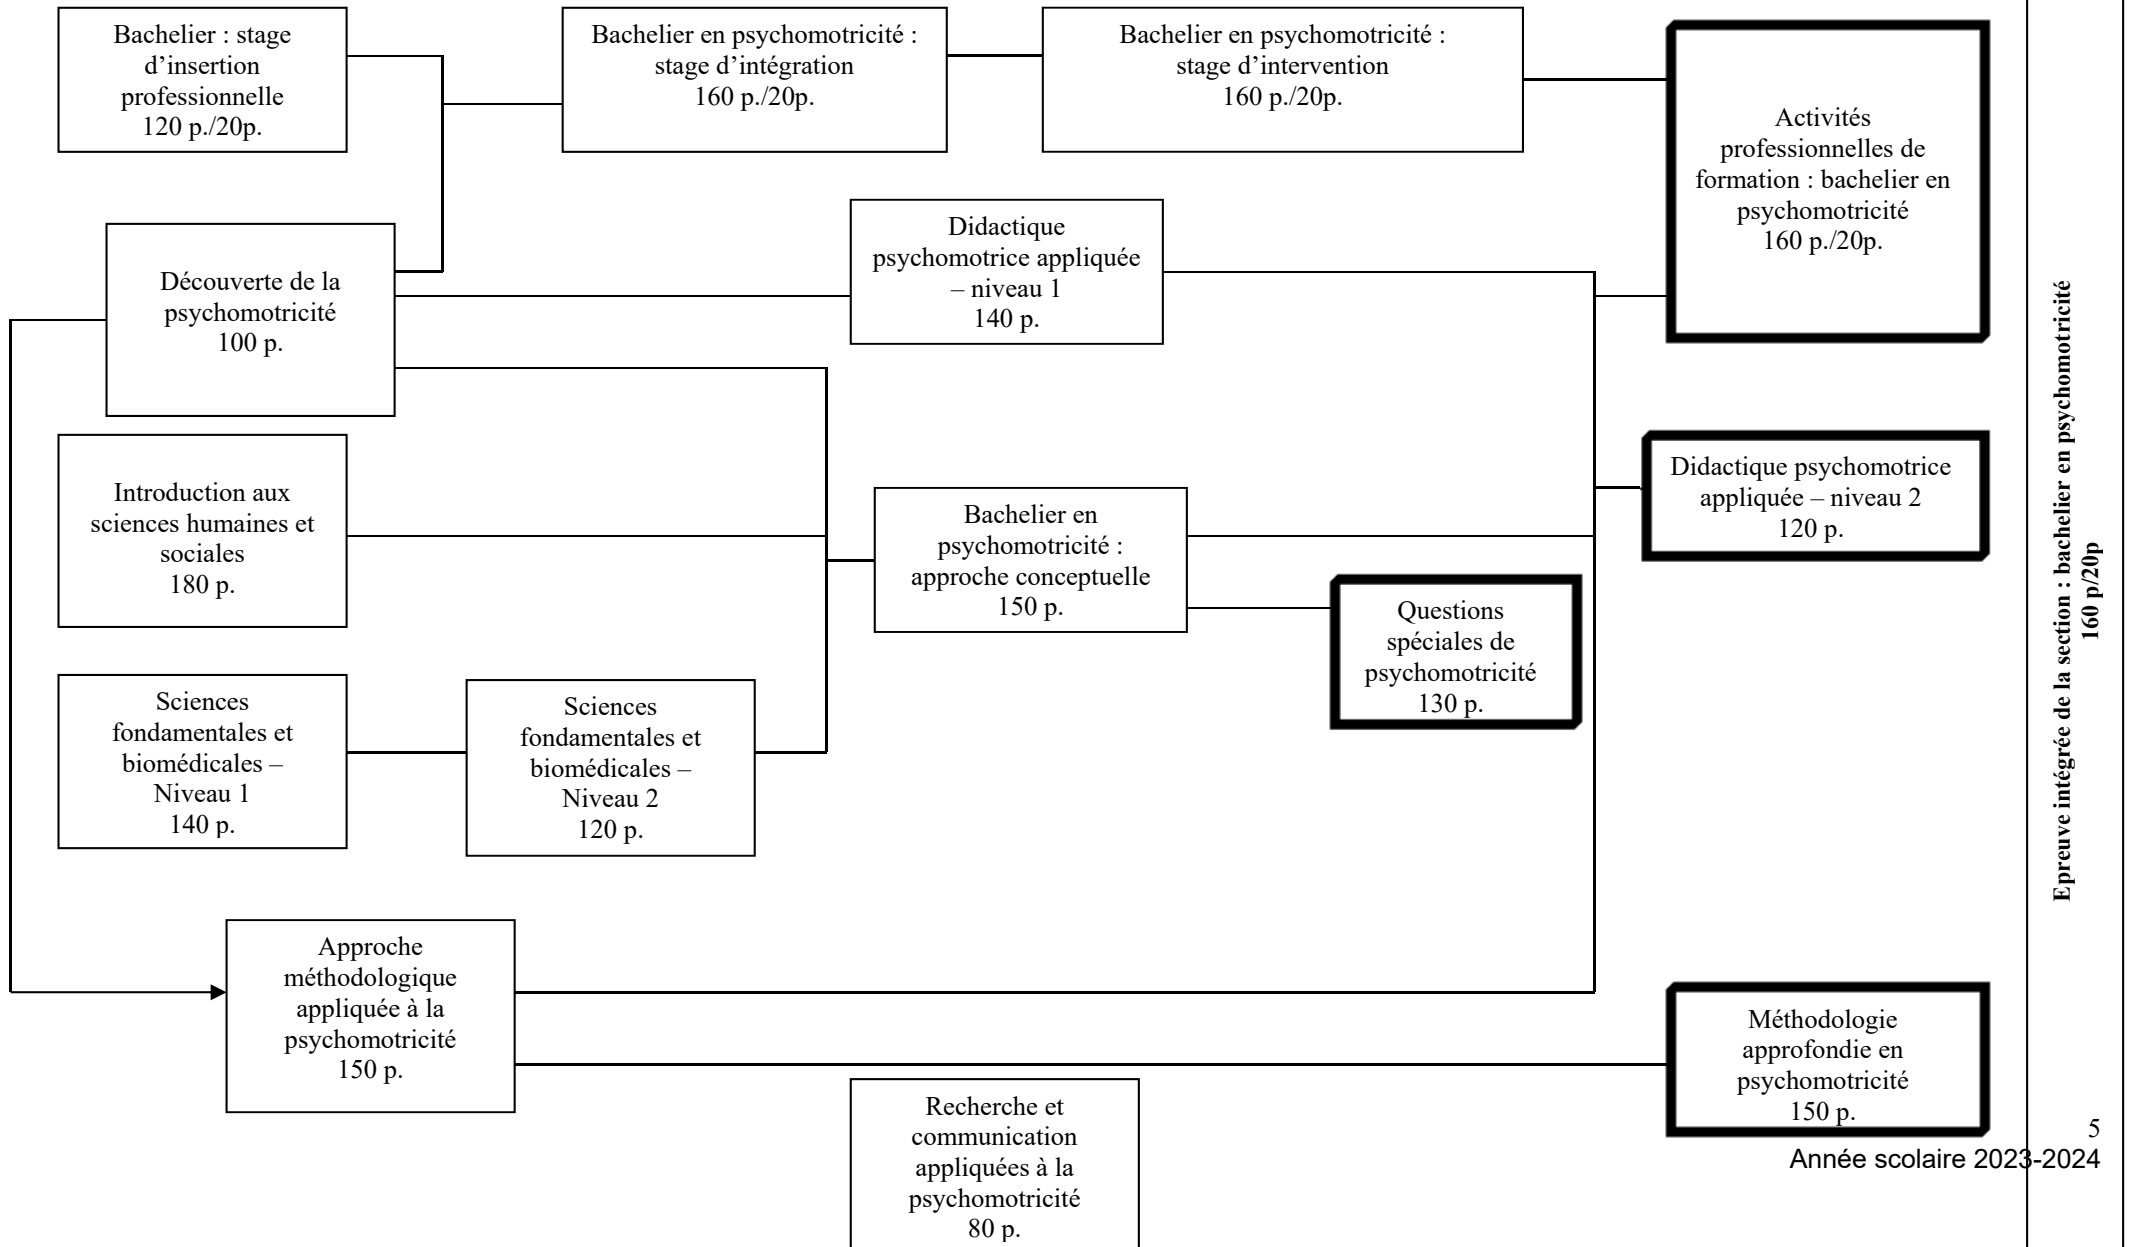 Bachelier : stage
d’insertion
professionnelle
120 p./20p.
Bachelier en psychomotricité :
stage d’intégration
160 p./20p.
Bachelier en psychomotricité :
stage d’intervention
160 p./20p.
Activités
professionnelles de
formation : bachelier en
psychomotricité
160 p./20p.
Découverte de la
psychomotricité
100 p.
Didactique
psychomotrice appliquée
– niveau 1
140 p.
Introduction aux
sciences humaines et
sociales
180 p.
Bachelier en
psychomotricité :
approche conceptuelle
150 p.
Didactique psychomotrice
appliquée – niveau 2
120 p.
Questions
spéciales de
psychomotricité
130 p.
Sciences
fondamentales et
biomédicales –
Niveau 1
140 p.
Sciences
fondamentales et
biomédicales –
Niveau 2
120 p.
Approche
méthodologique
appliquée à la
psychomotricité
150 p.
Méthodologie
approfondie en
psychomotricité
150 p.
Recherche et
communication
appliquées à la
psychomotricité
80 p.
Epreuve intégrée de la section : bachelier en psychomotricité
160 p/20p
5
Année scolaire 2023-2024